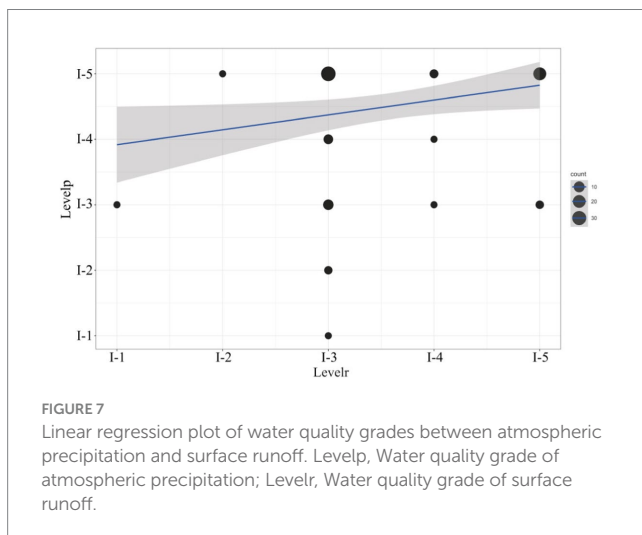 I-5
I-4
I-3
I-2
I-1
Levelp
I-1 I-2 I-3 I-4 I-5
Levelr
count
10
20
30
FIGURE 7
Linear regression plot of water quality grades between atmospheric
precipitation and surface runoff. Levelp, Water quality grade of
atmospheric precipitation; Levelr, Water quality grade of surface
runoff.